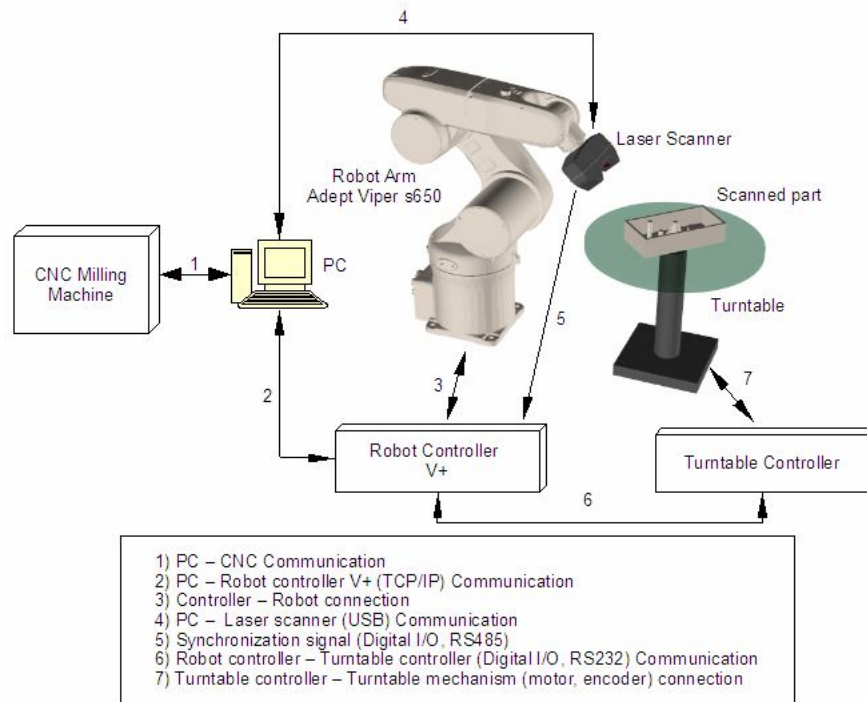 4
Laser Scanner
Robot Arm
Adept Viper s650
Scanned part
CNC Milling
Machine
1
PC
Turntable
5
2
3
7
Robot Controller
V+
Turntable Controller
6
1) PC – CNC Communication
2) PC – Robot controller V+ (TCP/IP) Communication
3) Controller – Robot connection
4) PC – Laser scanner (USB) Communication
5) Synchronization signal (Digital I/O, RS485)
6) Robot controller – Turntable controller (Digital I/O, RS232) Communication
7) Turntable controller – Turntable mechanism (motor, encoder) connection